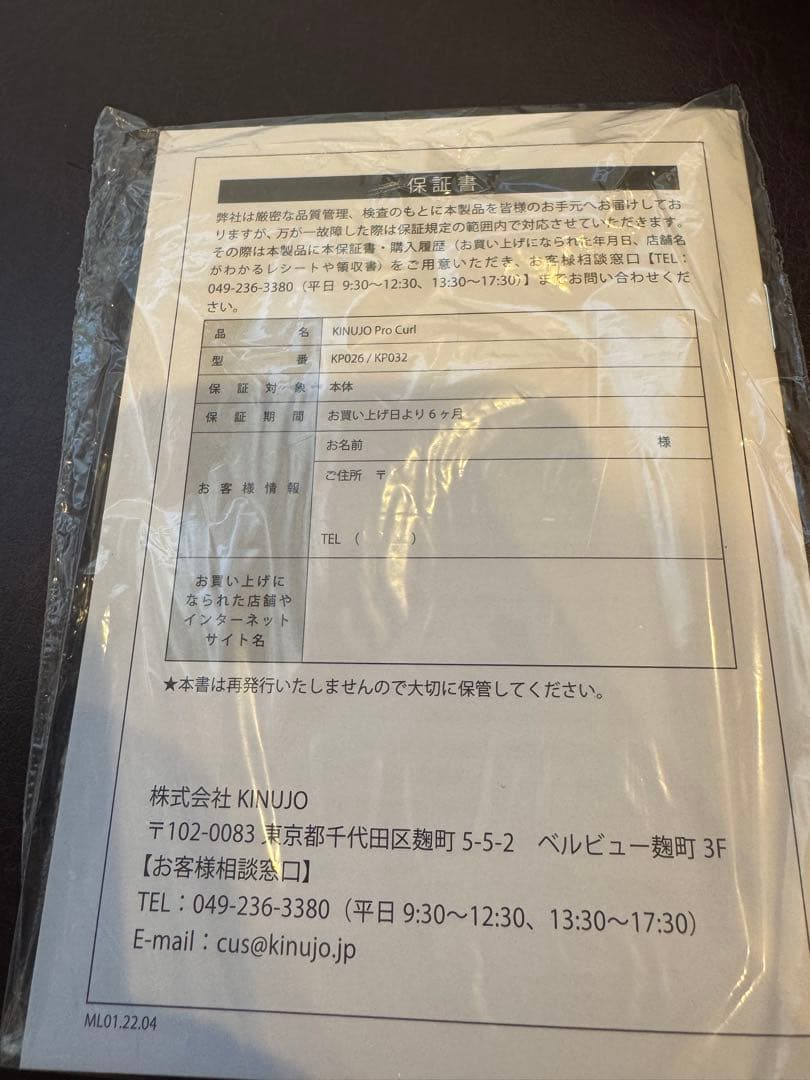 保証書
弊社は厳密な品質管理、検査のもとに本製品を皆様のお手元へお届けしてお
りますが、万が一故障した際は保証規定の範囲内で対応させていただきます。
その際は本製品に本保証書・購入履歴（お買い上げになられた年月日、店舗名
がわかるレシートや領収書）をご用意いただき、お客様相談窓口【TEL：
049-236-3380（平日 9:30～12:30、13:30～17:30）】までお問い合わせくだ
さい。
品名 KINUJO Pro Curl
型番 KP026 / KP032
保証対象 本体
保証期間 お買い上げ日より６ヶ月
お客様情報
お名前 様
ご住所 〒
TEL （ ）
お買い上げに
なられた店舗や
インターネット
サイト名
★本書は再発行いたしませんので大切に保管してください。
株式会社 KINUJO
〒102-0083 東京都千代田区麹町 5-5-2 ベルビュー麹町 3F
【お客様相談窓口】
TEL：049-236-3380（平日 9:30～12:30、13:30～17:30）
E-mail：cus@kinujo.jp
ML01.22.04